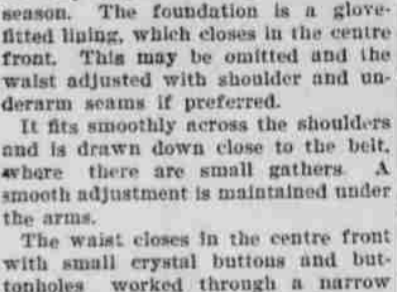 season. The foundation is a glove-
fitted lining, which closes in the centre
front. This may be omitted and the
waist adjusted with shoulder and un-
derarm seams if preferred.
It fits smoothly across the shoulders
and is drawn down close to the belt,
where there are small gathers. A
smooth adjustment is maintained under
the arms.
The waist closes in the centre front
with small crystal buttons and but-
tonholes worked through a narrow